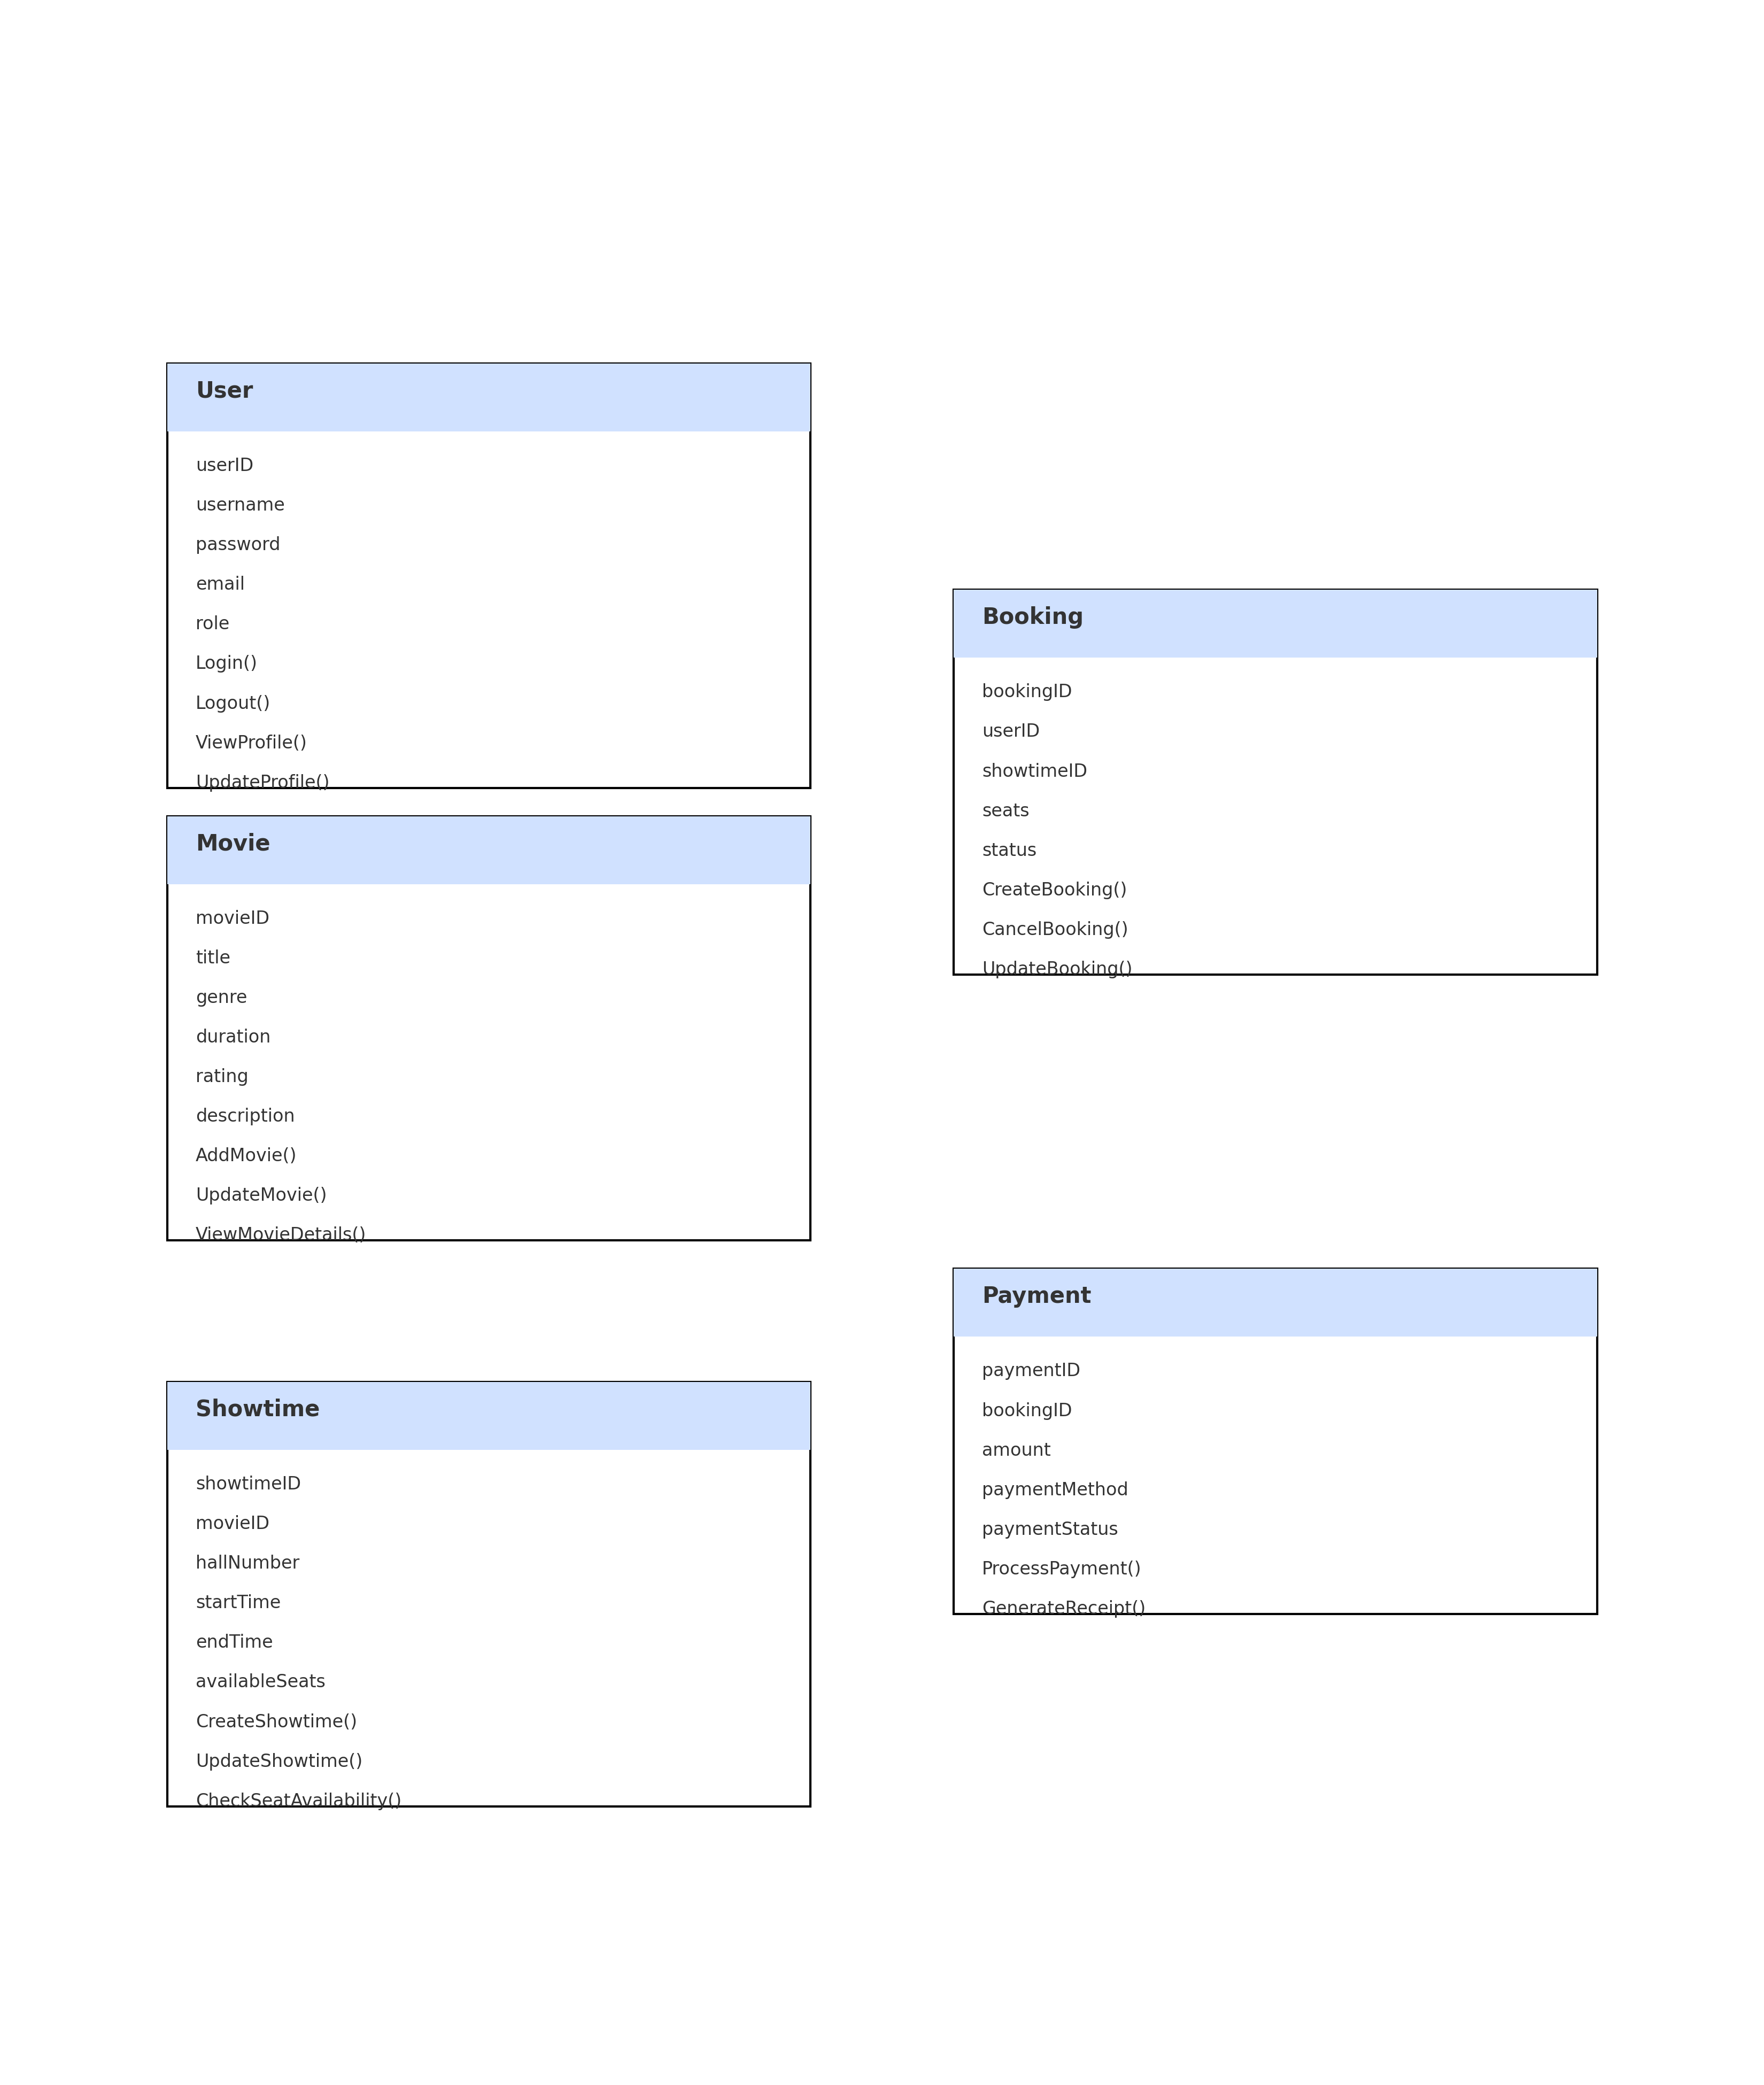 User
userID
username
password
email
role
Login()
Logout()
ViewProfile()
UpdateProfile()
Movie
movieID
title
genre
duration
rating
description
AddMovie()
UpdateMovie()
ViewMovieDetails()
Showtime
showtimeID
movieID
hallNumber
startTime
endTime
availableSeats
CreateShowtime()
UpdateShowtime()
CheckSeatAvailability()
Booking
bookingID
userID
showtimeID
seats
status
CreateBooking()
CancelBooking()
UpdateBooking()
Payment
paymentID
bookingID
amount
paymentMethod
paymentStatus
ProcessPayment()
GenerateReceipt()